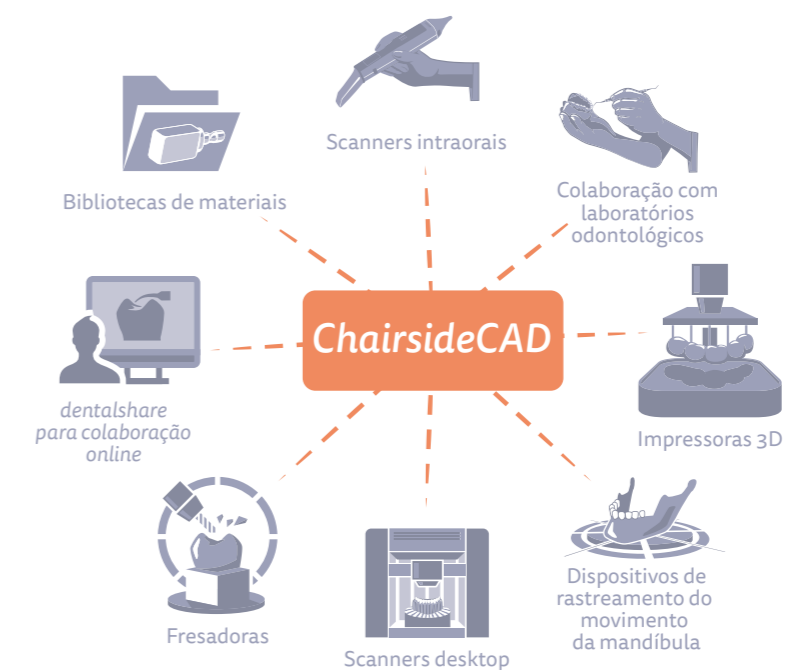 Scanners intraorais
Bibliotecas de materiais
Colaboração com
laboratórios
odontológicos
ChairsideCAD
dentalshare
para colaboração
online
Impressoras 3D
Fresadoras
Scanners desktop
Dispositivos de
rastreamento do
movimento
da mandíbula